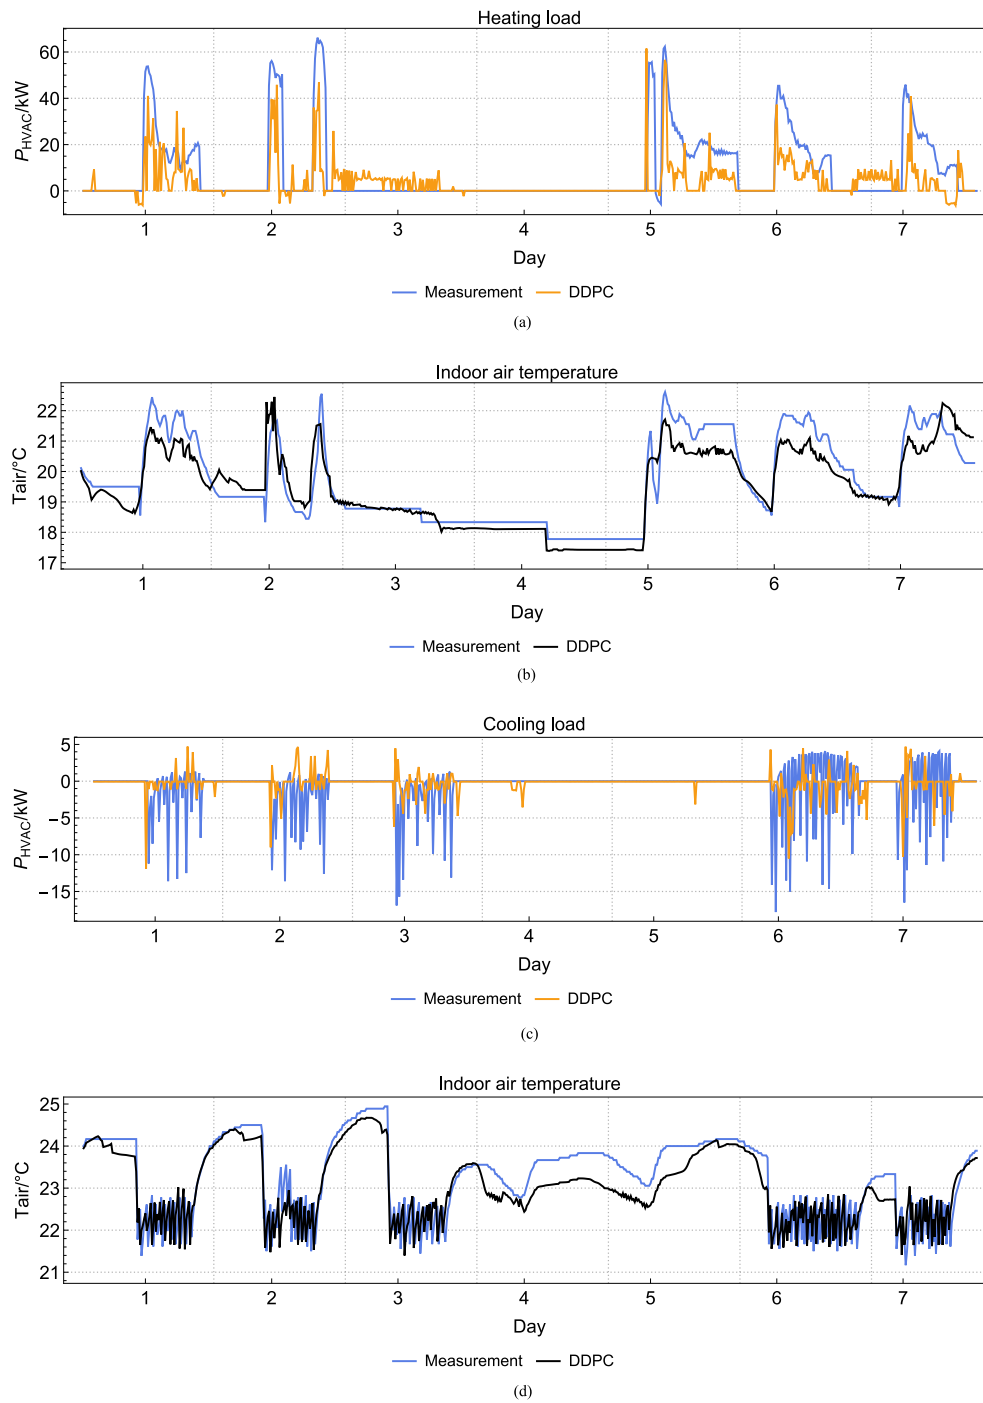 Heating load
P_HVAC/kW
60
40
20
0
1 2 3 4 5 6 7
Day
Measurement DDPC
(a)
Indoor air temperature
Tair/°C
22
21
20
19
18
17
1 2 3 4 5 6 7
Day
Measurement DDPC
(b)
Cooling load
P_HVAC/kW
5
0
−5
−10
−15
1 2 3 4 5 6 7
Day
Measurement DDPC
(c)
Indoor air temperature
Tair/°C
25
24
23
22
21
1 2 3 4 5 6 7
Day
Measurement DDPC
(d)